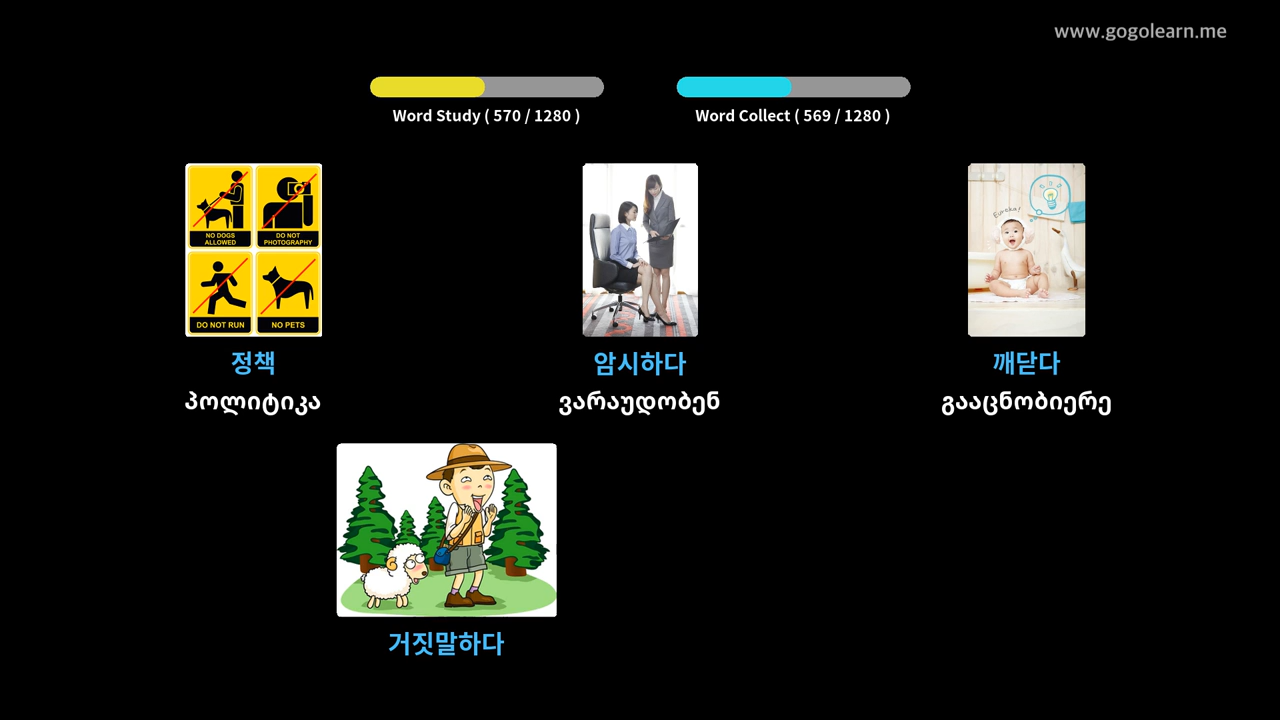 www.gogolearn.me
Word Study ( 570 / 1280 )
Word Collect ( 569 / 1280 )
NO DOGS
ALLOWED
DO NOT
PHOTOGRAPHY
DO NOT RUN
NO PETS
Eureka!
정책
암시하다
깨닫다
პოლიტიკა
ვარაუდობენ
გააცნობიერე
거짓말하다